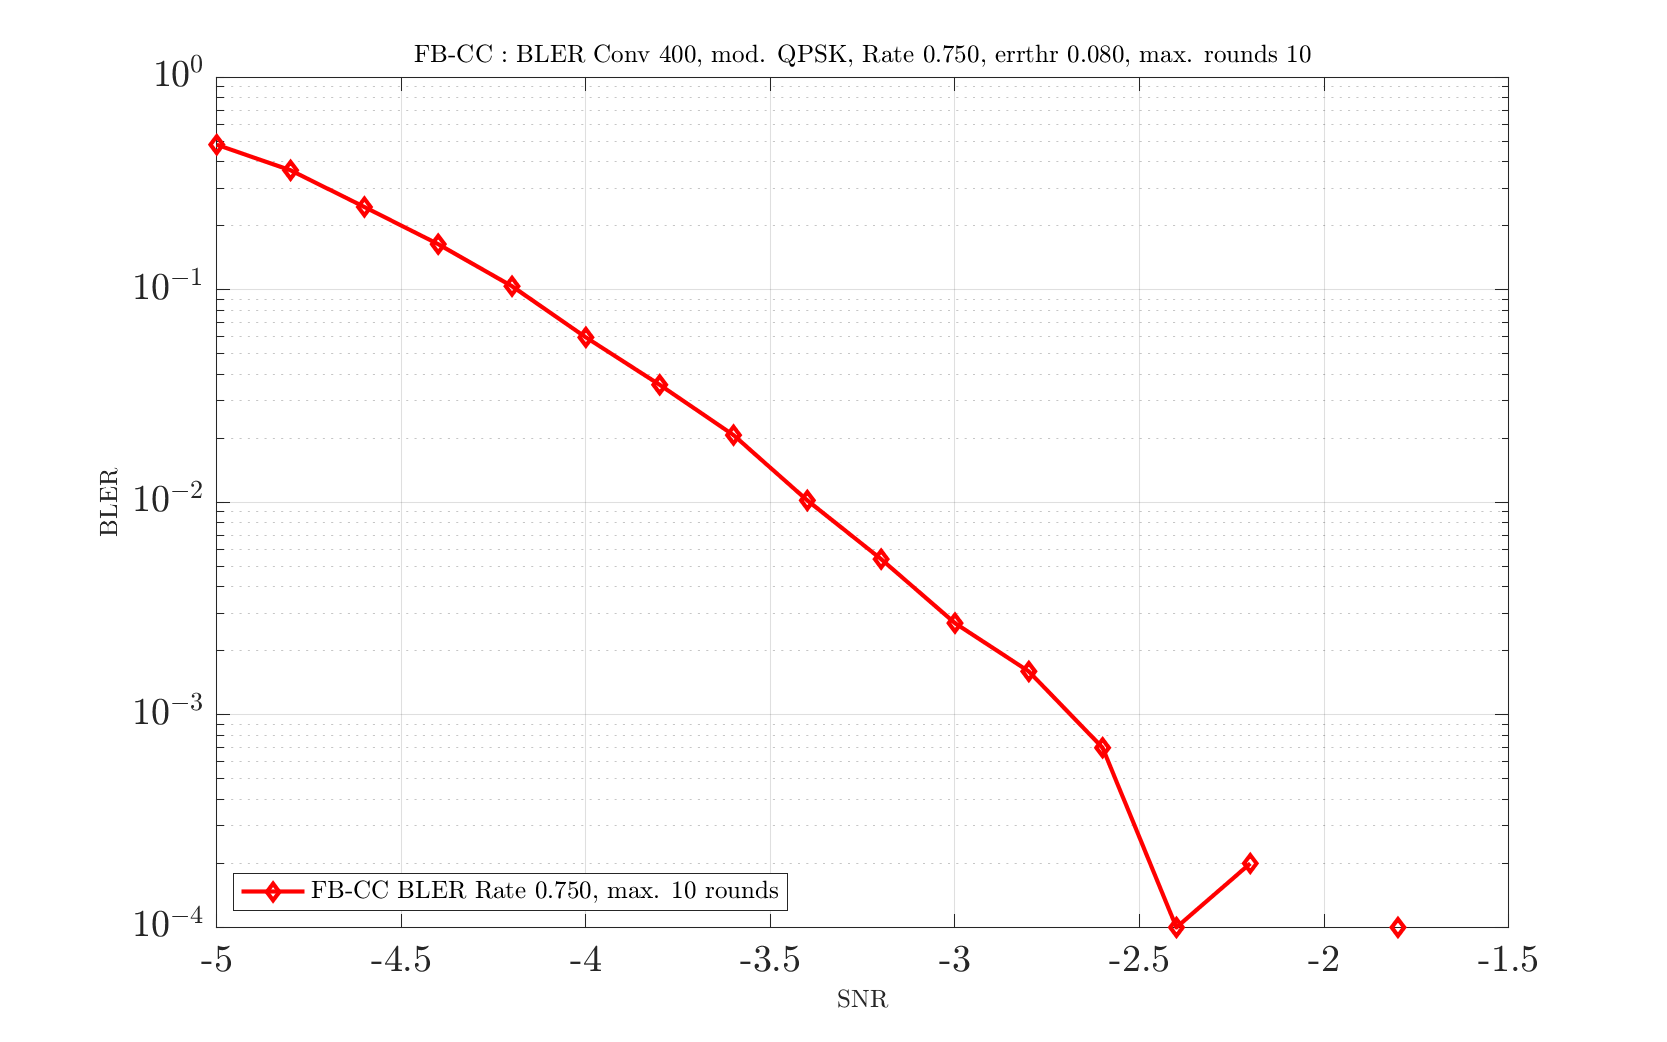 FB-CC : BLER Conv 400, mod. QPSK, Rate 0.750, errthr 0.080, max. rounds 10
10^0
10^−1
10^−2
10^−3
10^−4
BLER
FB-CC BLER Rate 0.750, max. 10 rounds
-5 -4.5 -4 -3.5 -3 -2.5 -2 -1.5
SNR